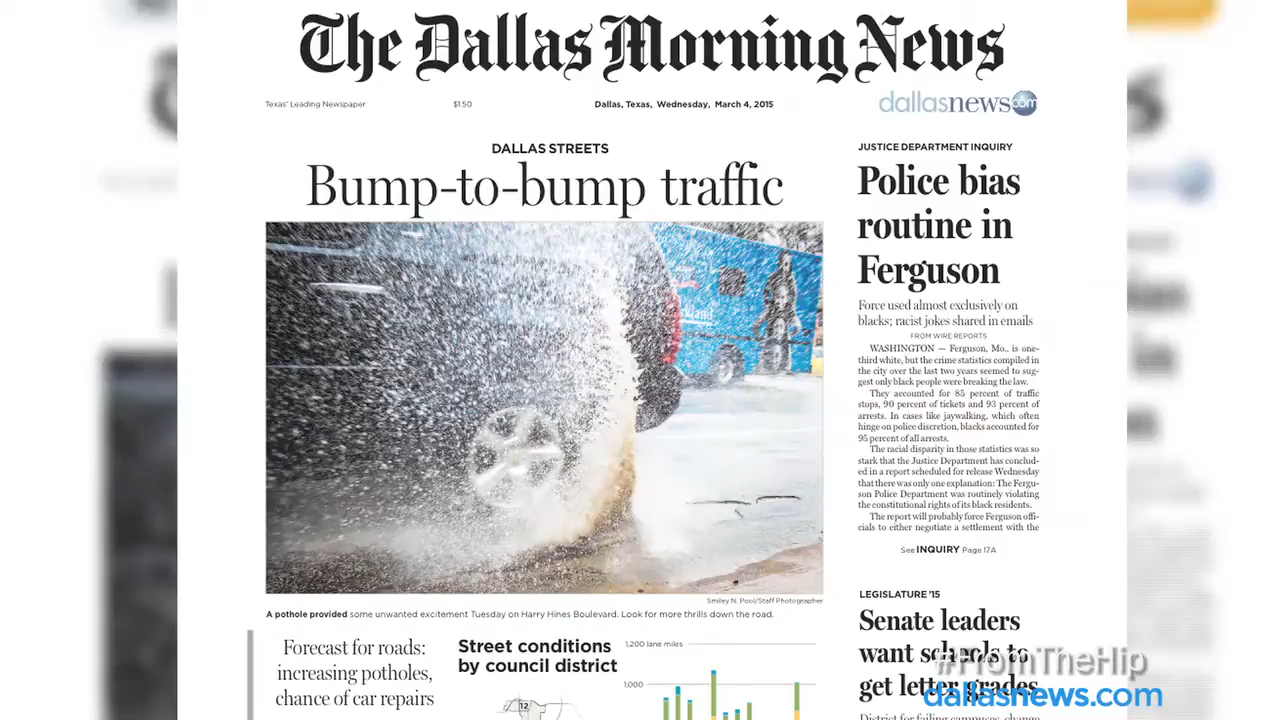 The Dallas Morning News
Texas' Leading Newspaper
$1.50
Dallas, Texas, Wednesday, March 4, 2015
dallasnews.com
DALLAS STREETS
Bump-to-bump traffic
A pothole provided some unwanted excitement Tuesday on Harry Hines Boulevard. Look for more thrills down the road.
Smiley N. Pool/Staff Photographer
Forecast for roads:
increasing potholes,
chance of car repairs
Street conditions
by council district
1,200 lane miles
1,000
12
JUSTICE DEPARTMENT INQUIRY
Police bias
routine in
Ferguson
Force used almost exclusively on
blacks; racist jokes shared in emails
FROM WIRE REPORTS
WASHINGTON — Ferguson, Mo., is one-
third white, but the crime statistics compiled in
the city over the last two years seemed to sug-
gest only black people were breaking the law.
They accounted for 85 percent of traffic
stops, 90 percent of tickets and 93 percent of
arrests. In cases like jaywalking, which often
hinge on police discretion, blacks accounted for
95 percent of all arrests.
The racial disparity in those statistics was so
stark that the Justice Department has conclud-
ed in a report scheduled for release Wednesday
that there was only one explanation: The Fergu-
son Police Department was routinely violating
the constitutional rights of its black residents.
The report will probably force Ferguson offi-
cials to either negotiate a settlement with the
See INQUIRY Page 17A
LEGISLATURE '15
Senate leaders
want schools to
get letter grades
#FromTheHip
dallasnews.com